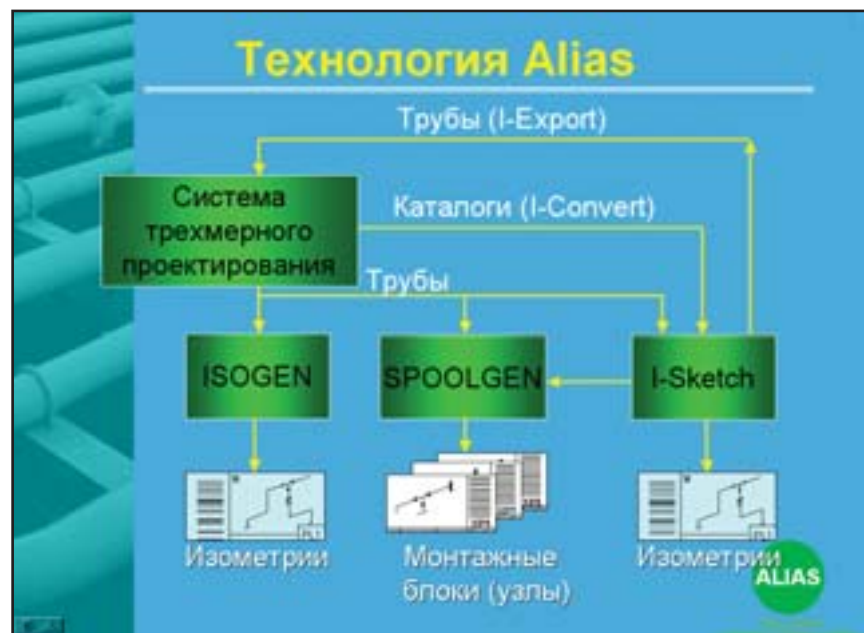 Технология Alias
Трубы (I-Export)
Система
трехмерного
проектирования
Каталоги (I-Convert)
Трубы
ISOGEN
SPOOLGEN
I-Sketch
Изометрии
Монтажные
блоки (узлы)
Изометрии
ALIAS